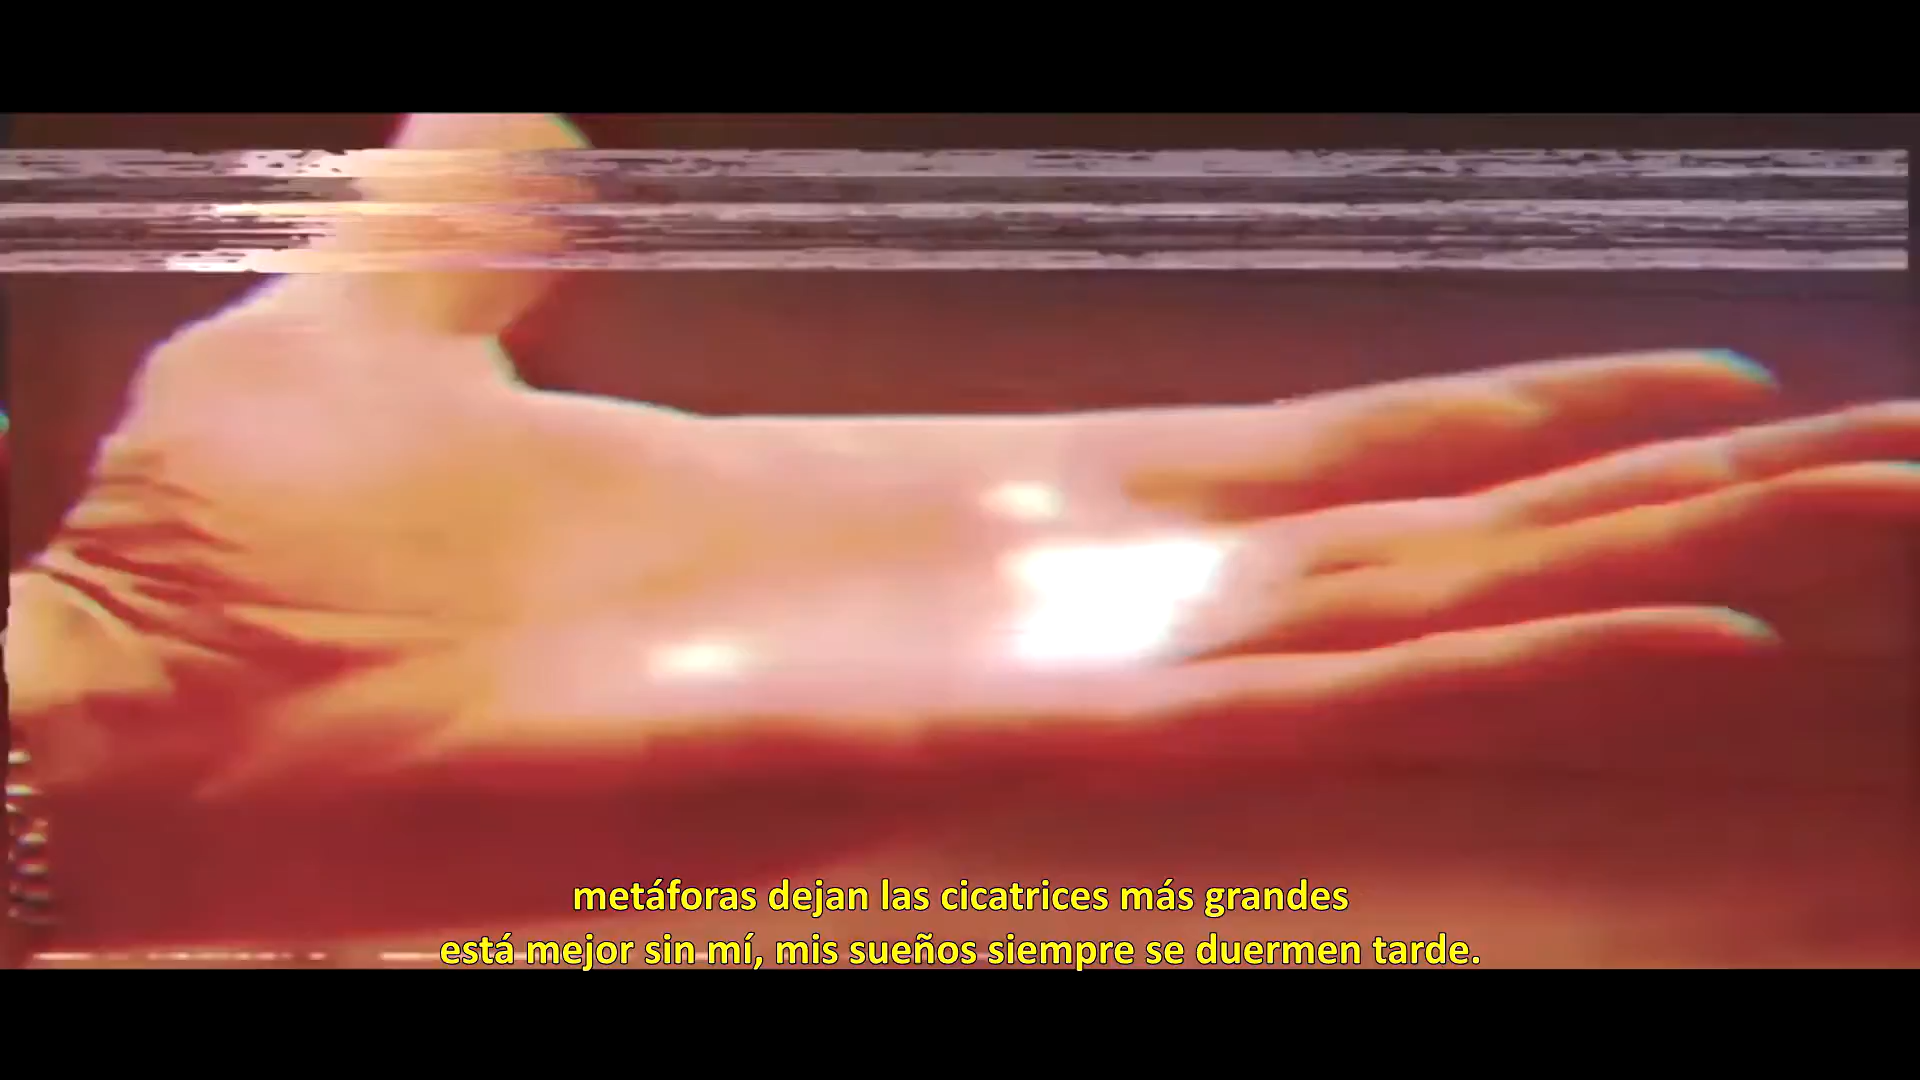 metáforas dejan las cicatrices más grandes
está mejor sin mí, mis sueños siempre se duermen tarde.